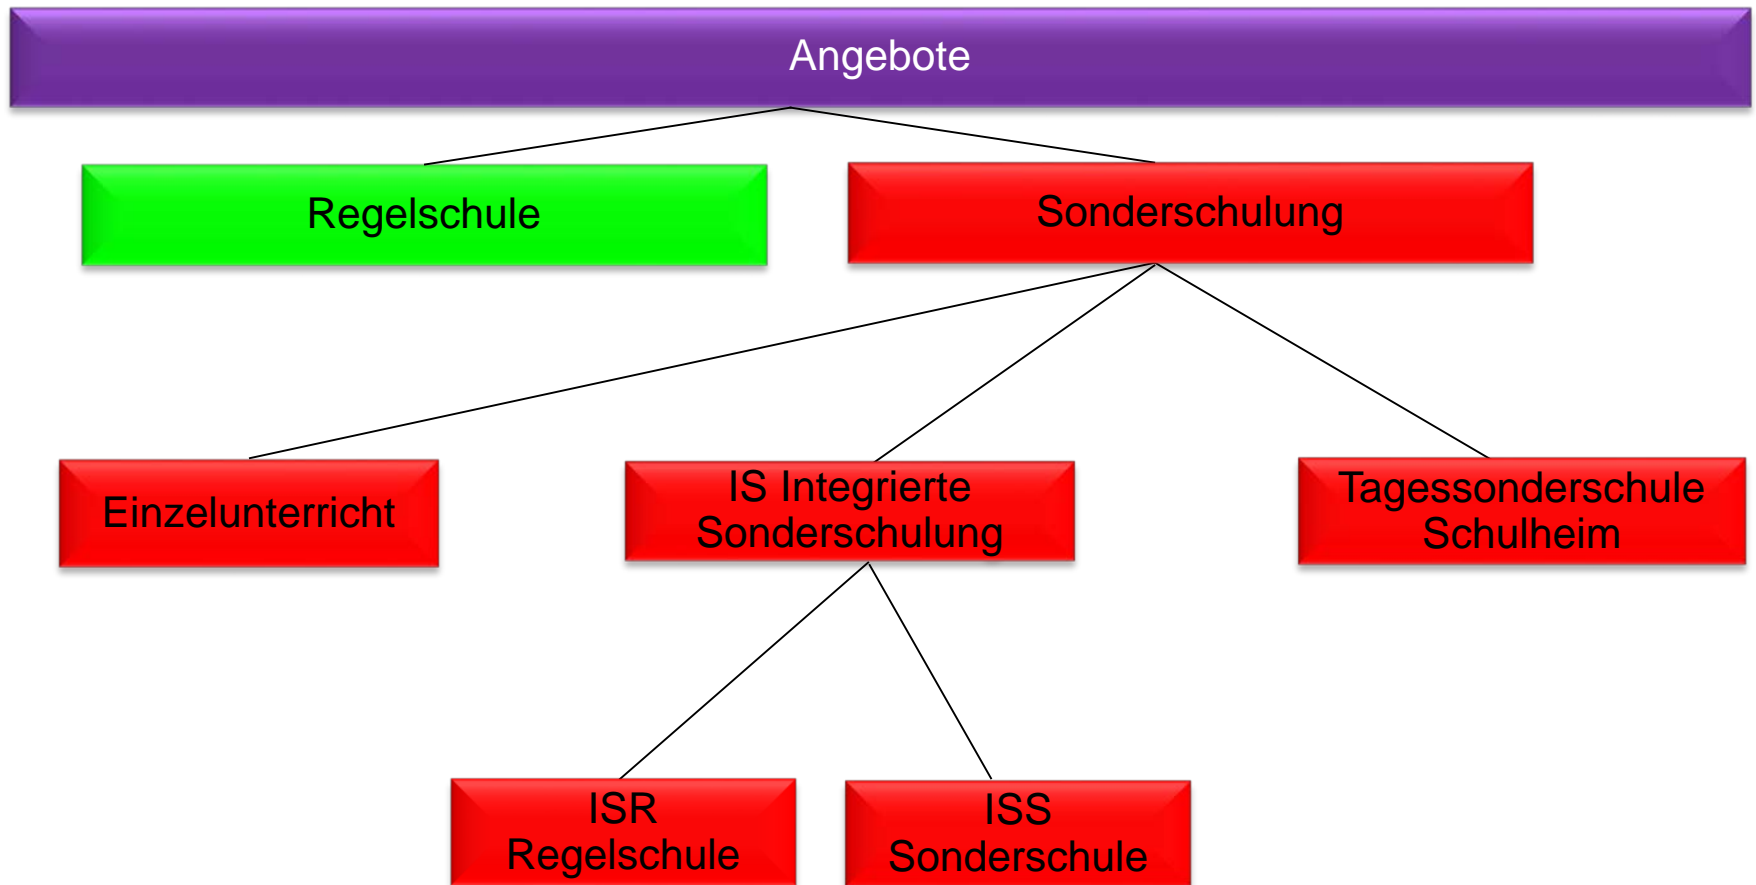 Angebote
Regelschule
Sonderschulung
Einzelunterricht
IS Integrierte
Sonderschulung
Tagessonderschule
Schulheim
ISR
Regelschule
ISS
Sonderschule